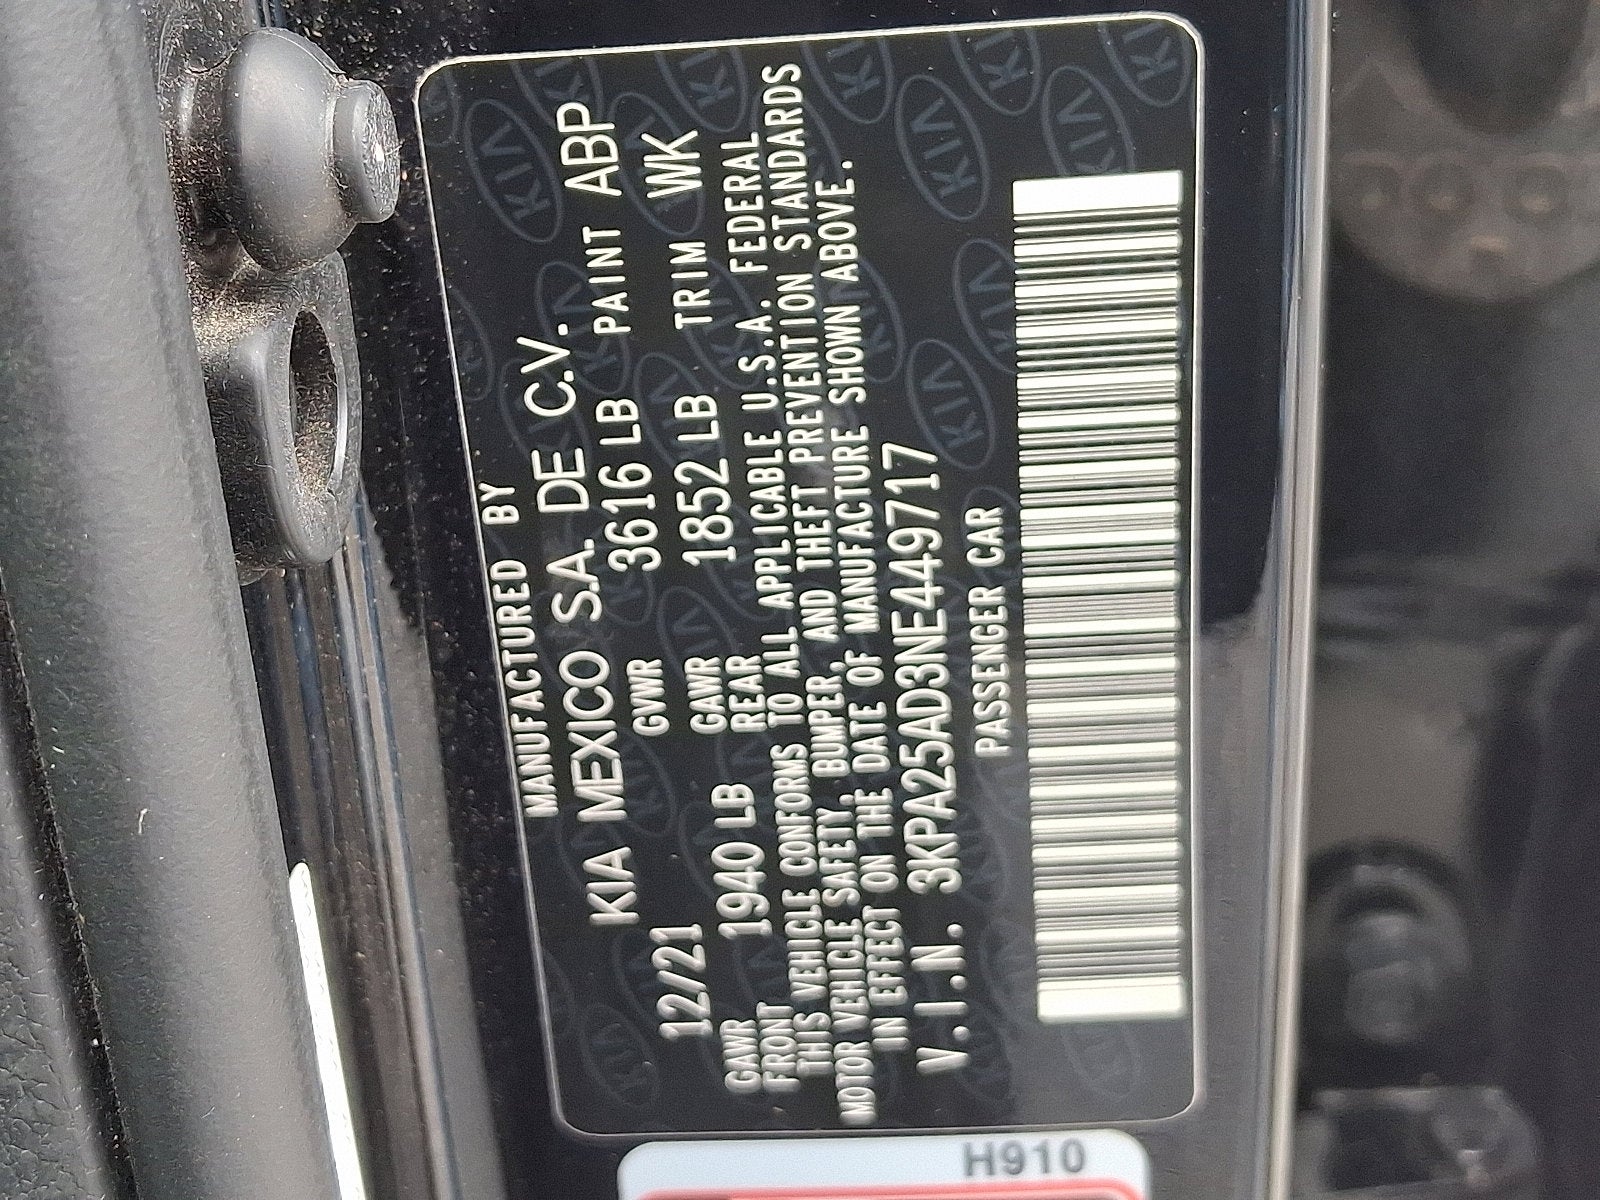 MANUFACTURED BY
KIA MEXICO S.A. DE C.V.
12/21 GVWR 3616 LB PAINT ABP
GAWR FRONT 1940 LB GAWR REAR 1852 LB TRIM WK
THIS VEHICLE CONFORMS TO ALL APPLICABLE U.S.A. FEDERAL
MOTOR VEHICLE SAFETY, BUMPER, AND THEFT PREVENTION STANDARDS
IN EFFECT ON THE DATE OF MANUFACTURE SHOWN ABOVE.
V.I.N. 3KPA25AD3NE449717
PASSENGER CAR
H910